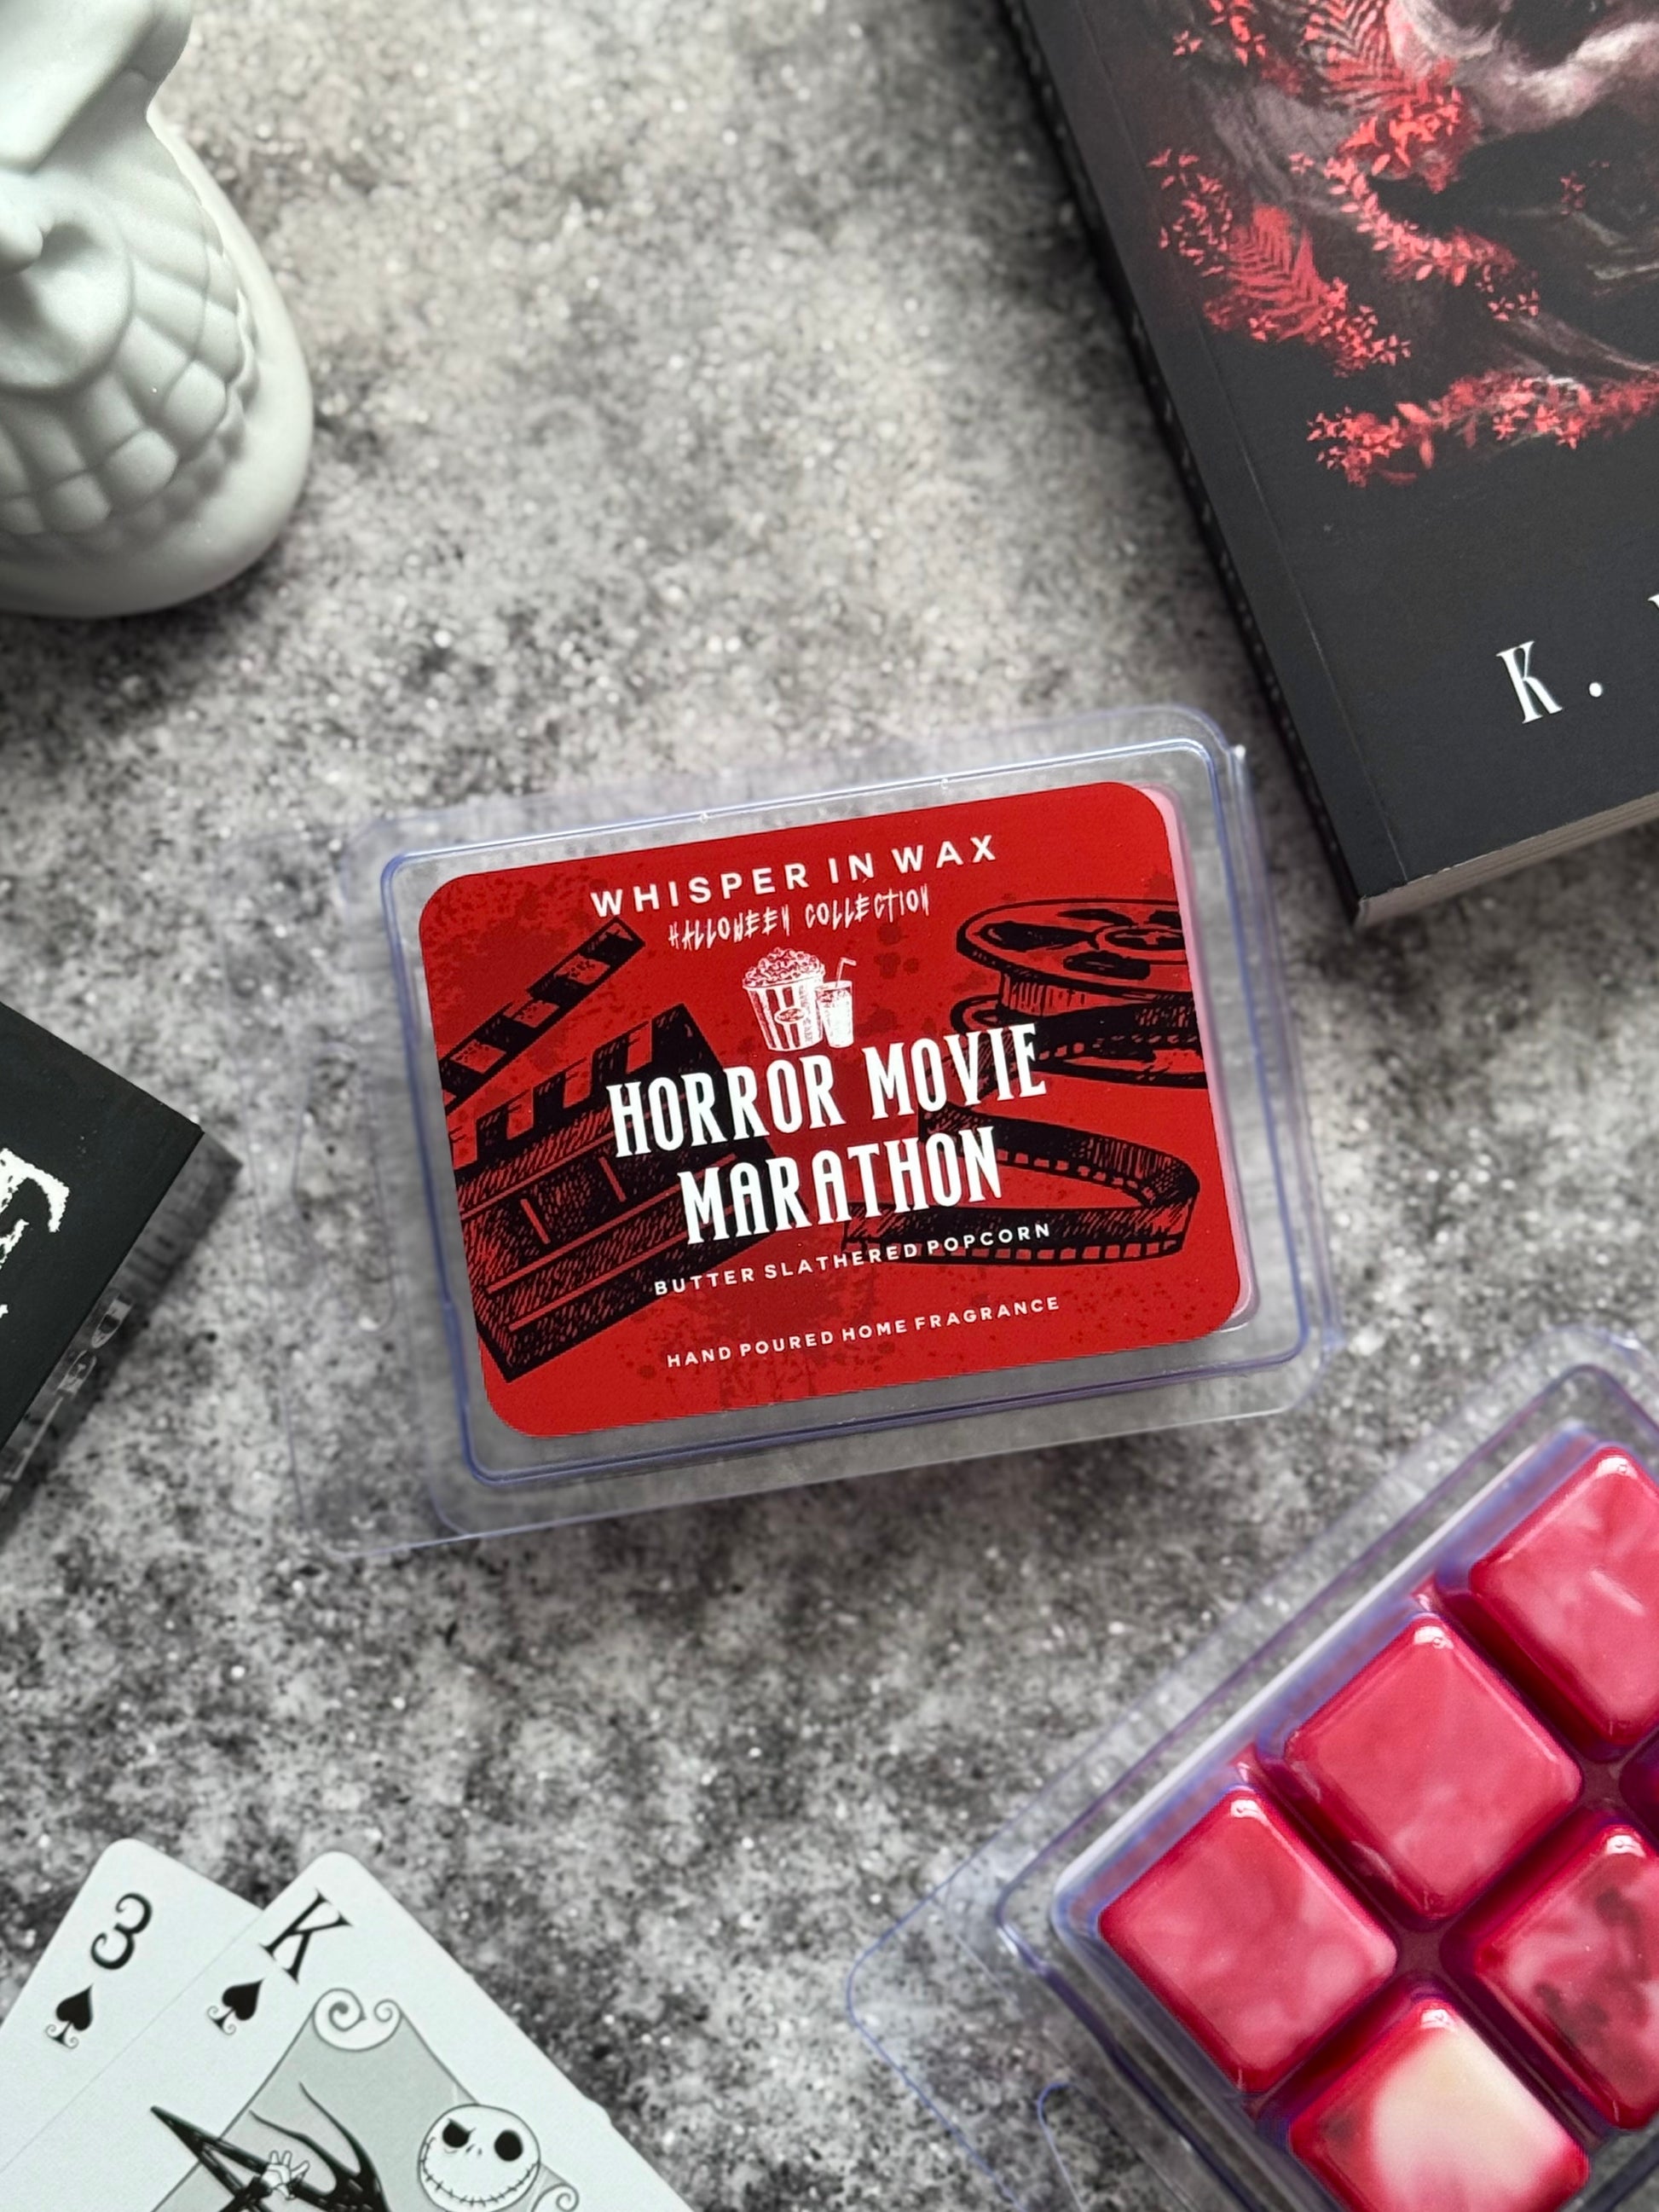 K.
WHISPER IN WAX
HALLOWEEN COLLECTION
HORROR MOVIE
MARATHON
BUTTER SLATHERED POPCORN
HAND POURED HOME FRAGRANCE
3
K